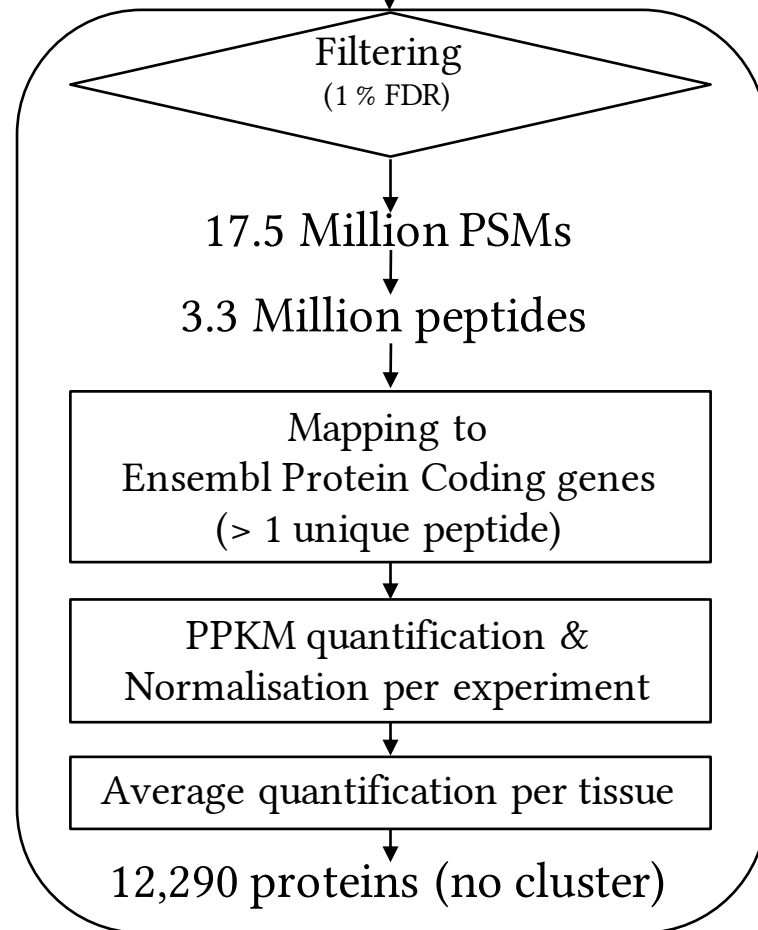 Filtering
(1 % FDR)
17.5 Million PSMs
3.3 Million peptides
Mapping to
Ensembl Protein Coding genes
(> 1 unique peptide)
PPKM quantification &
Normalisation per experiment
Average quantification per tissue
12,290 proteins (no cluster)